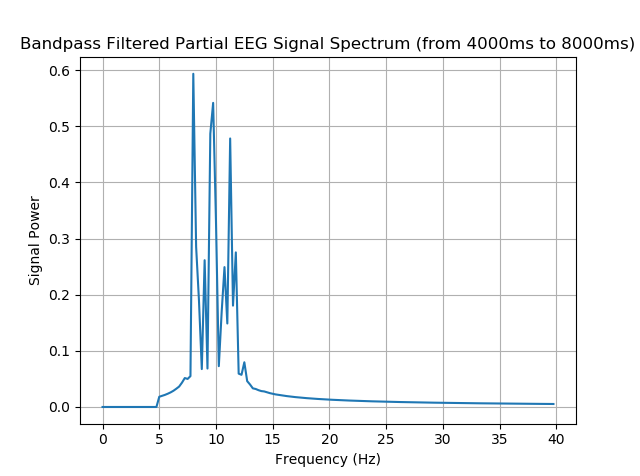 Bandpass Filtered Partial EEG Signal Spectrum (from 4000ms to 8000ms)
0.6
0.5
0.4
0.3
0.2
0.1
0.0
Signal Power
0 5 10 15 20 25 30 35 40
Frequency (Hz)